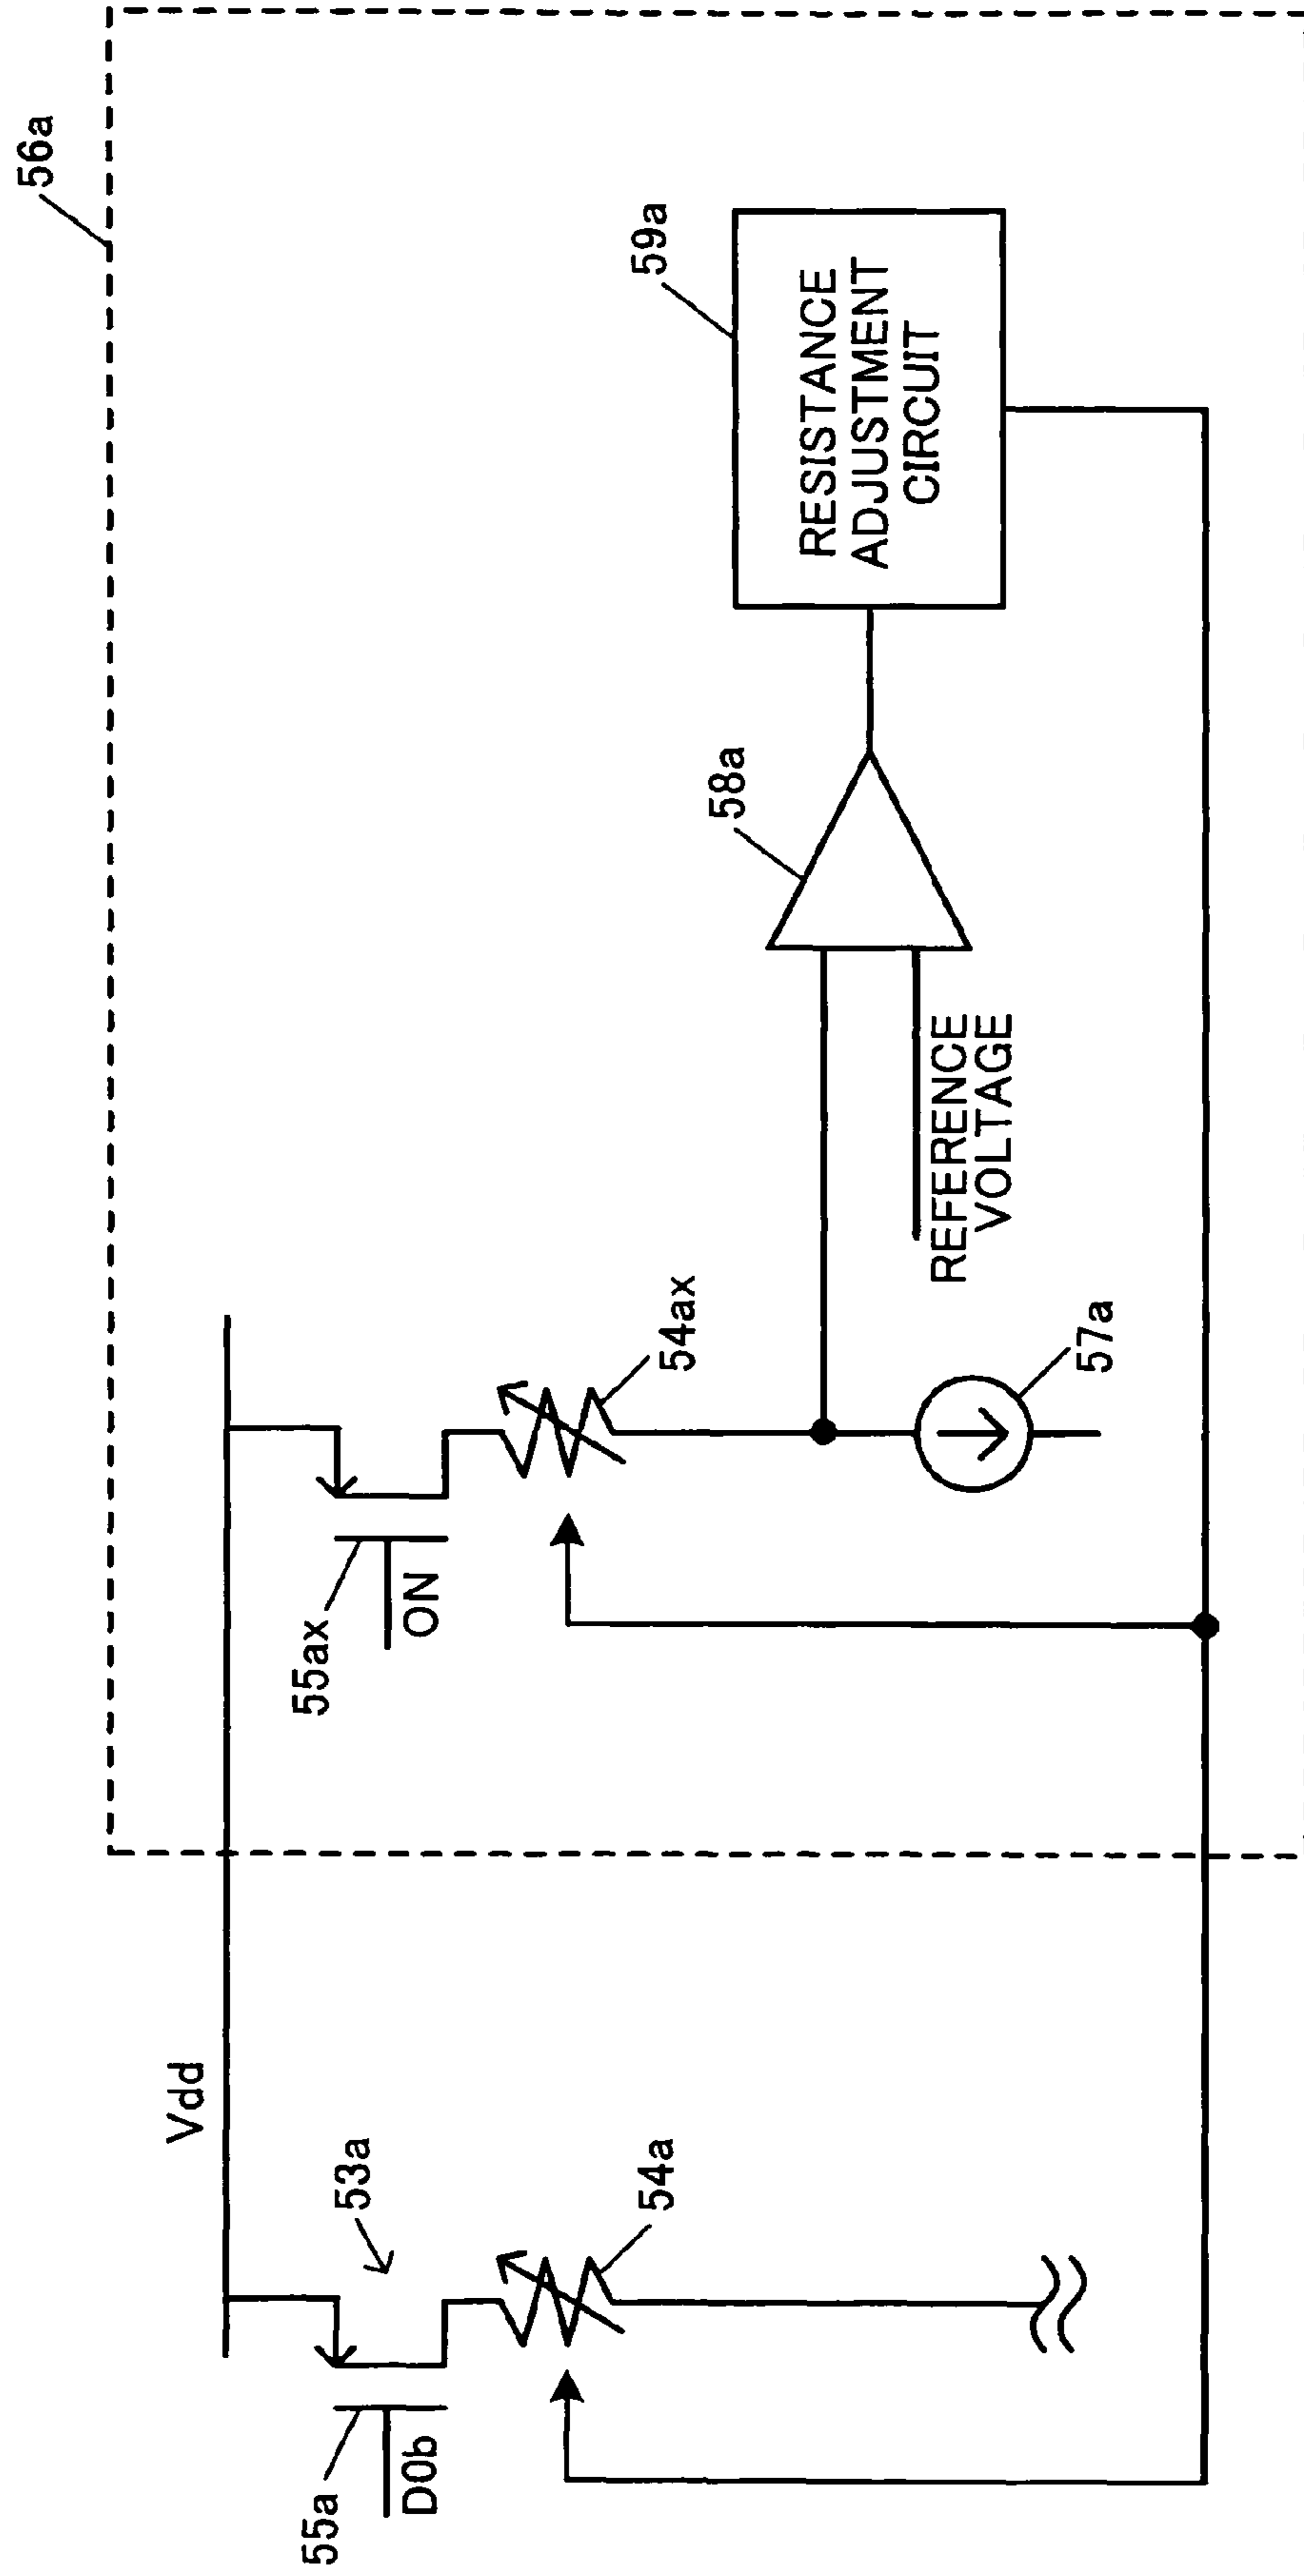 56a
Vdd
53a
55a
D0b
54a
55ax
ON
54ax
57a
58a
REFERENCE
VOLTAGE
59a
RESISTANCE
ADJUSTMENT
CIRCUIT